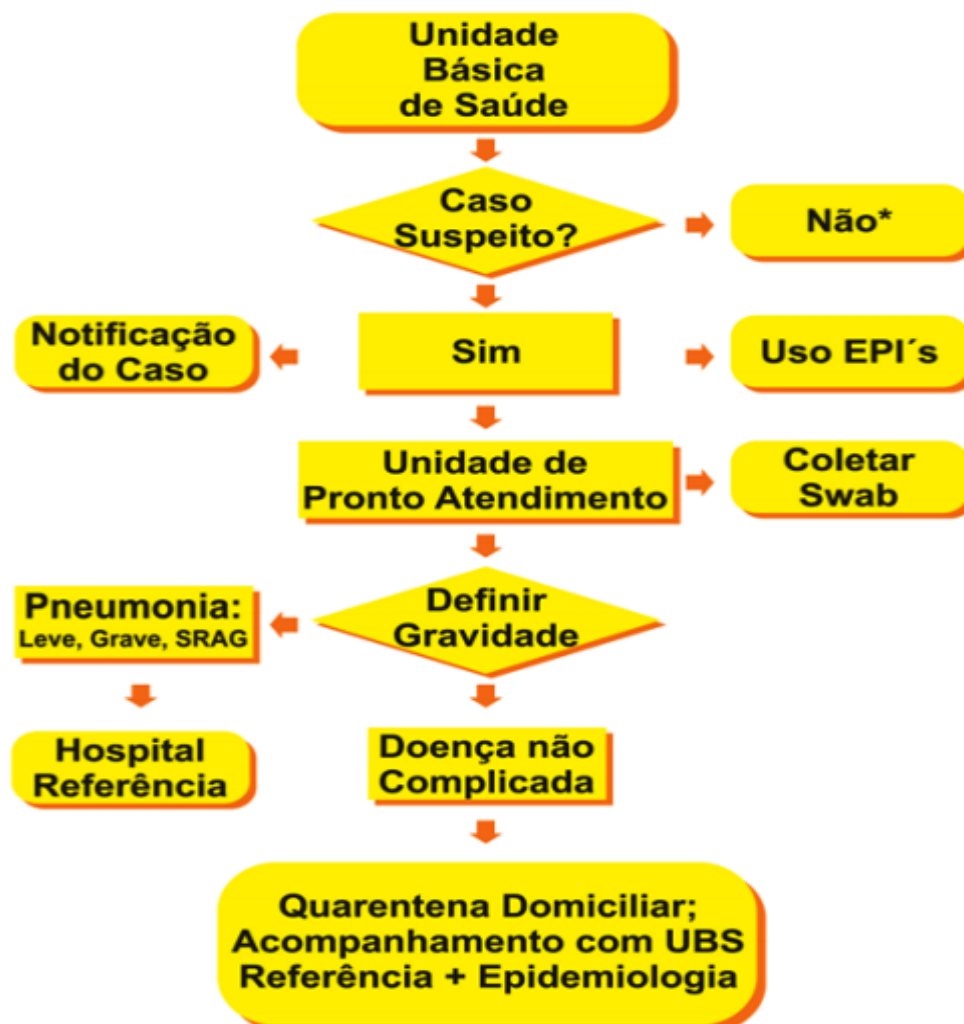 Unidade
Básica
de Saúde
Caso
Suspeito?
Não*
Notificação
do Caso
Sim
Uso EPI´s
Unidade de
Pronto Atendimento
Coletar
Swab
Pneumonia:
Leve, Grave, SRAG
Definir
Gravidade
Hospital
Referência
Doença não
Complicada
Quarentena Domiciliar;
Acompanhamento com UBS
Referência + Epidemiologia